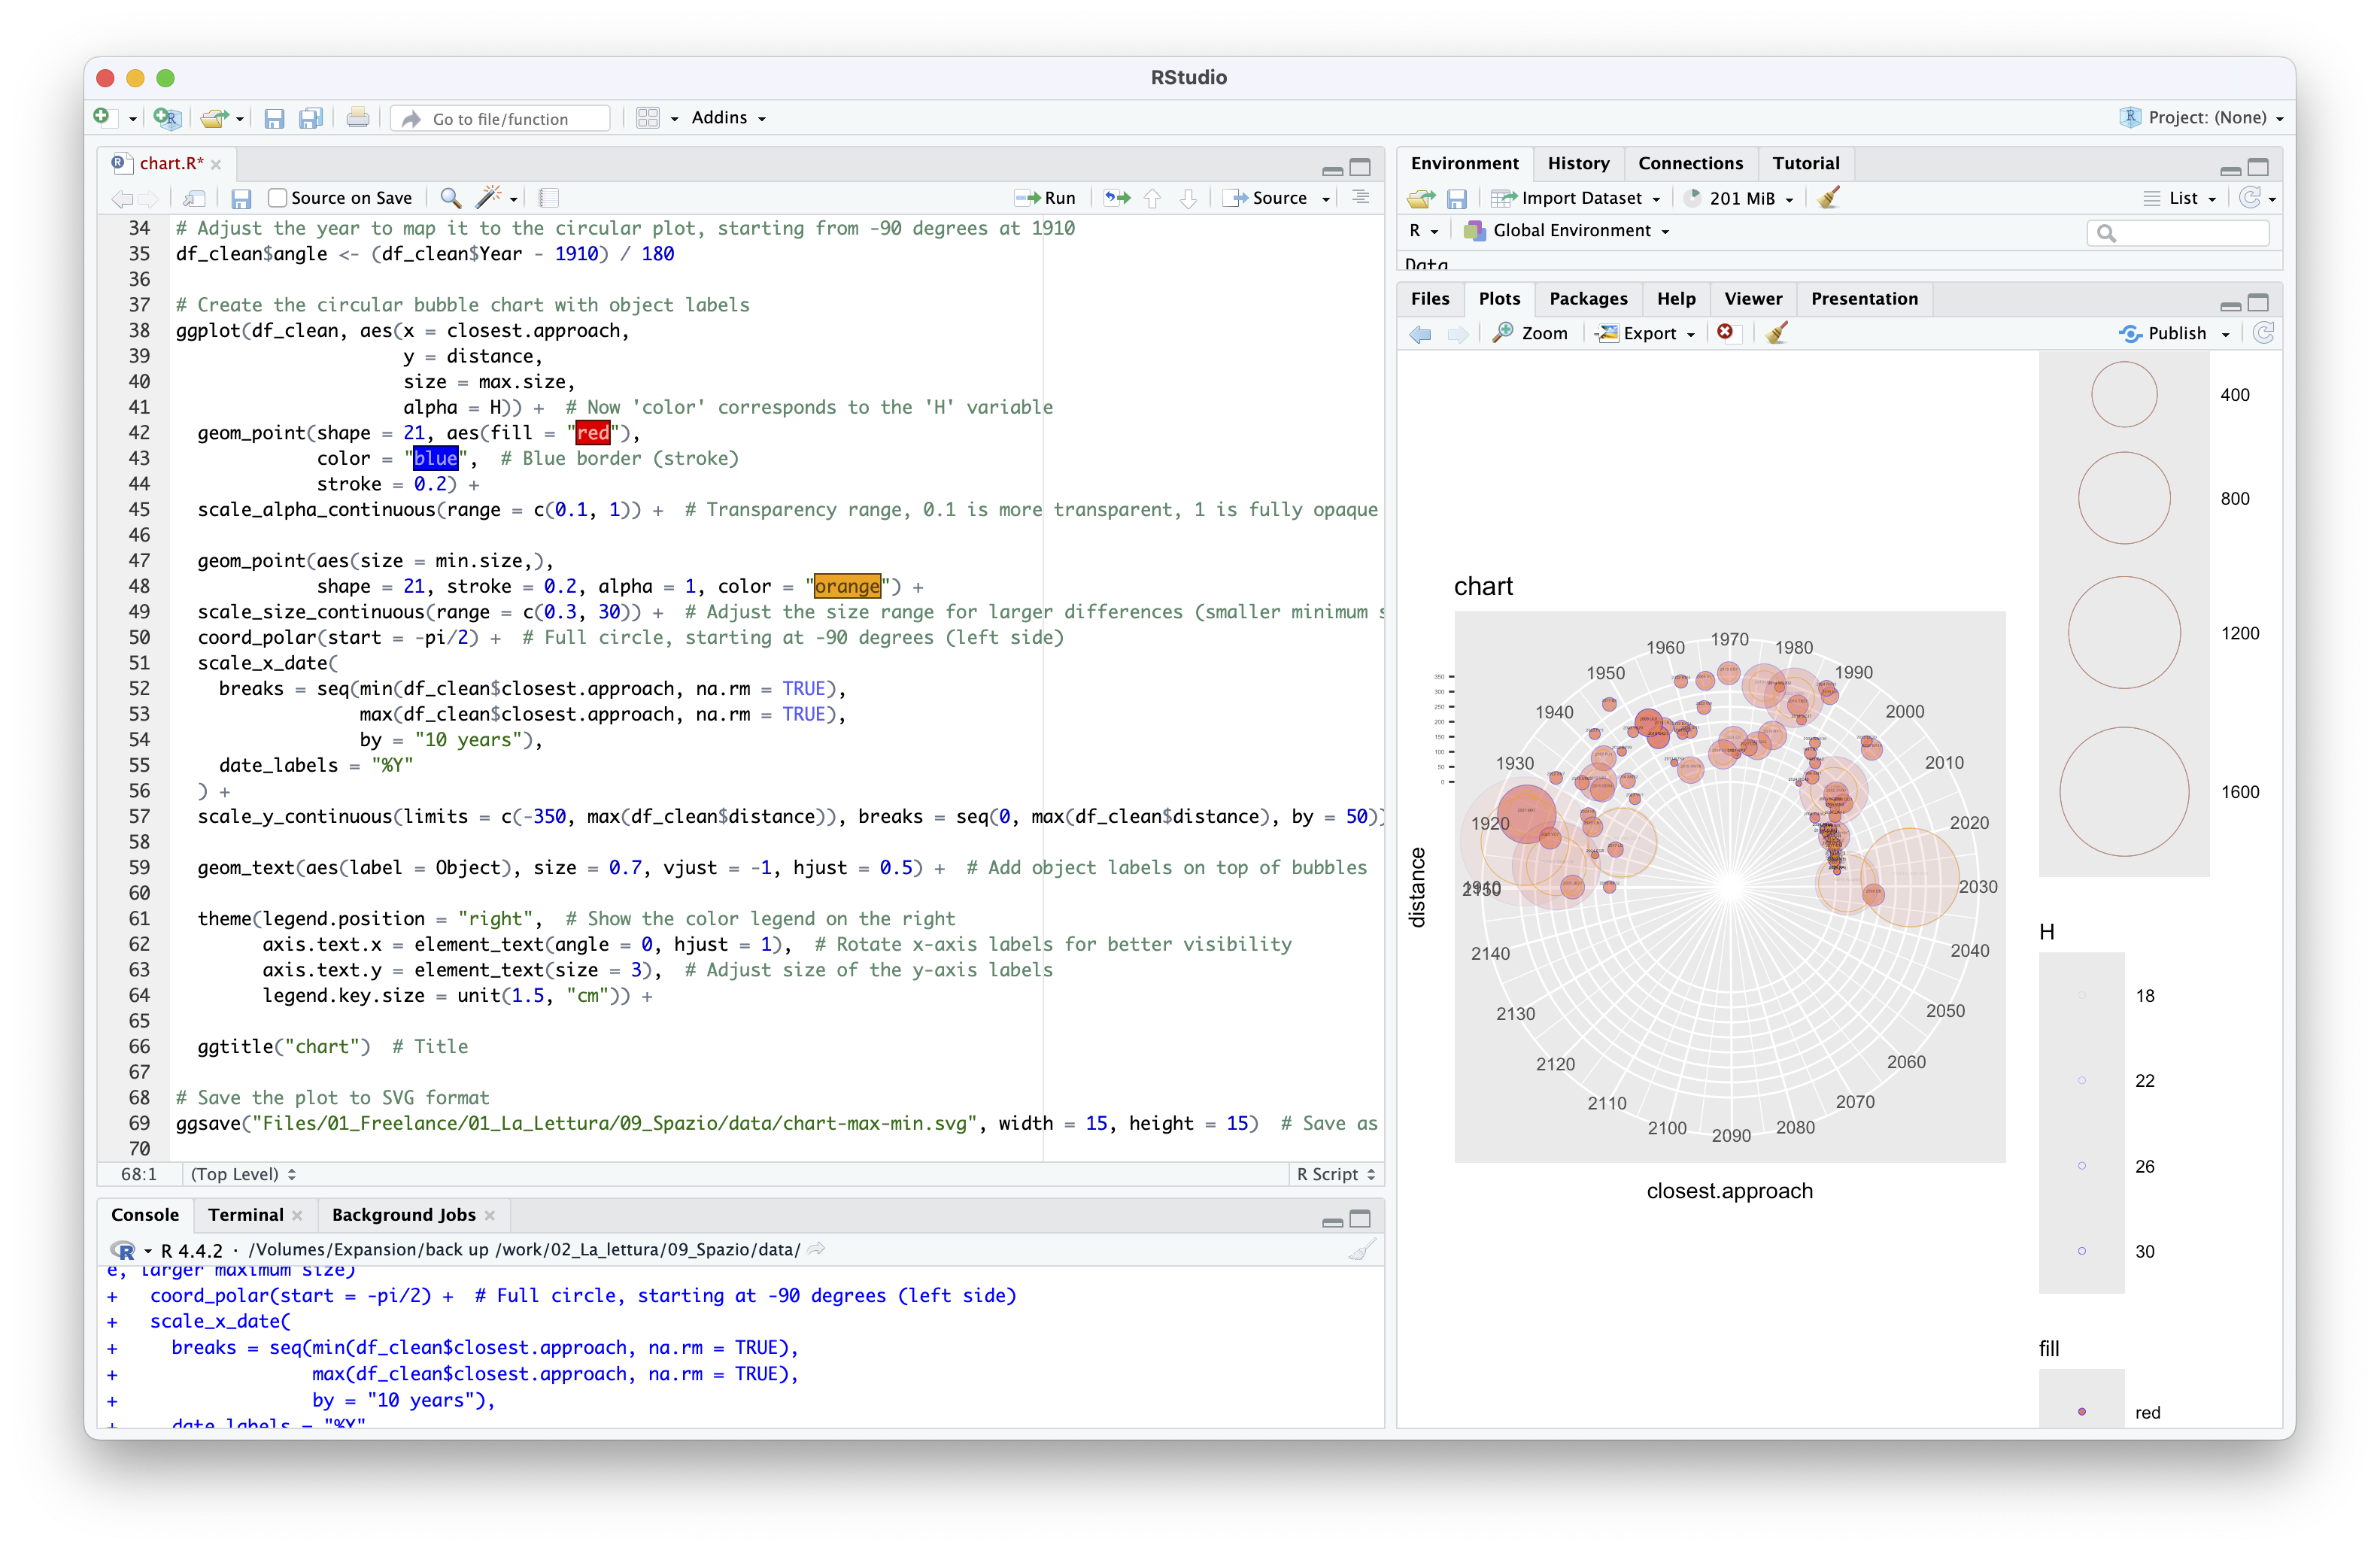 RStudio
Go to file/function
Addins
Project: (None)
chart.R*
Source on Save
Run
Source
34 # Adjust the year to map it to the circular plot, starting from -90 degrees at 1910
35 df_clean$angle <- (df_clean$Year - 1910) / 180
36
37 # Create the circular bubble chart with object labels
38 ggplot(df_clean, aes(x = closest.approach,
39 y = distance,
40 size = max.size,
41 alpha = H)) + # Now 'color' corresponds to the 'H' variable
42 geom_point(shape = 21, aes(fill = "red"),
43 color = "blue", # Blue border (stroke)
44 stroke = 0.2) +
45 scale_alpha_continuous(range = c(0.1, 1)) + # Transparency range, 0.1 is more transparent, 1 is fully opaque
46
47 geom_point(aes(size = min.size,),
48 shape = 21, stroke = 0.2, alpha = 1, color = "orange") +
49 scale_size_continuous(range = c(0.3, 30)) + # Adjust the size range for larger differences (smaller minimum s
50 coord_polar(start = -pi/2) + # Full circle, starting at -90 degrees (left side)
51 scale_x_date(
52 breaks = seq(min(df_clean$closest.approach, na.rm = TRUE),
53 max(df_clean$closest.approach, na.rm = TRUE),
54 by = "10 years"),
55 date_labels = "%Y"
56 ) +
57 scale_y_continuous(limits = c(-350, max(df_clean$distance)), breaks = seq(0, max(df_clean$distance), by = 50))
58
59 geom_text(aes(label = Object), size = 0.7, vjust = -1, hjust = 0.5) + # Add object labels on top of bubbles
60
61 theme(legend.position = "right", # Show the color legend on the right
62 axis.text.x = element_text(angle = 0, hjust = 1), # Rotate x-axis labels for better visibility
63 axis.text.y = element_text(size = 3), # Adjust size of the y-axis labels
64 legend.key.size = unit(1.5, "cm")) +
65
66 ggtitle("chart") # Title
67
68 # Save the plot to SVG format
69 ggsave("Files/01_Freelance/01_La_Lettura/09_Spazio/data/chart-max-min.svg", width = 15, height = 15) # Save as
70
68:1 (Top Level)
R Script
Console
Terminal
Background Jobs
R 4.4.2 · /Volumes/Expansion/back up /work/02_La_lettura/09_Spazio/data/
e, larger maximum size)
+ coord_polar(start = -pi/2) + # Full circle, starting at -90 degrees (left side)
+ scale_x_date(
+ breaks = seq(min(df_clean$closest.approach, na.rm = TRUE),
+ max(df_clean$closest.approach, na.rm = TRUE),
+ by = "10 years"),
+ date_labels = "%Y"
Environment
History
Connections
Tutorial
Import Dataset
201 MiB
List
R
Global Environment
Data
Files
Plots
Packages
Help
Viewer
Presentation
Zoom
Export
Publish
chart
distance
350
300
250
200
150
100
50
0
1910
1920
1930
1940
1950
1960
1970
1980
1990
2000
2010
2020
2030
2040
2050
2060
2070
2080
2090
2100
2110
2120
2130
2140
2150
closest.approach
400
800
1200
1600
H
18
22
26
30
fill
red